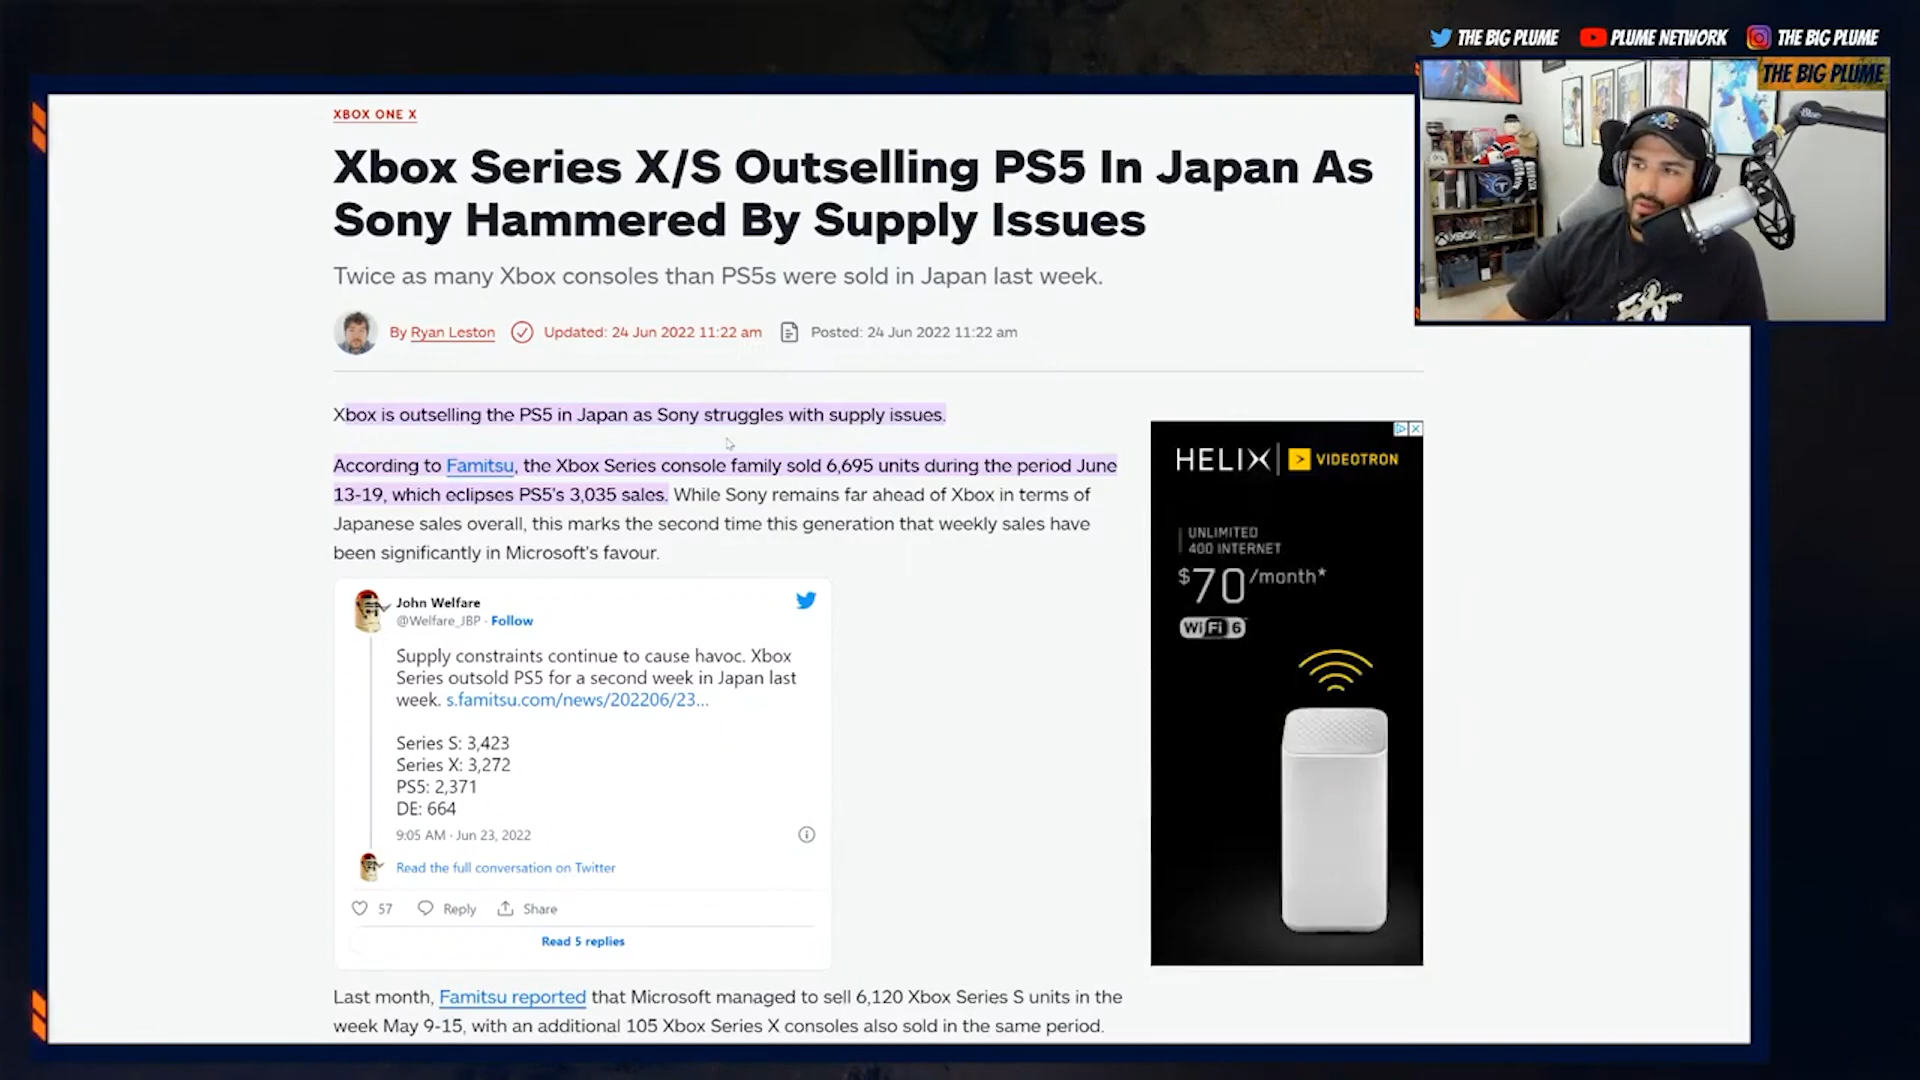 THE BIG PLUME PLUME NETWORK THE BIG PLUME
THE BIG PLUME
XBOX ONE X
Xbox Series X/S Outselling PS5 In Japan As
Sony Hammered By Supply Issues
Twice as many Xbox consoles than PS5s were sold in Japan last week.
By Ryan Leston Updated: 24 Jun 2022 11:22 am Posted: 24 Jun 2022 11:22 am
Xbox is outselling the PS5 in Japan as Sony struggles with supply issues.
According to Famitsu, the Xbox Series console family sold 6,695 units during the period June
13-19, which eclipses PS5's 3,035 sales. While Sony remains far ahead of Xbox in terms of
Japanese sales overall, this marks the second time this generation that weekly sales have
been significantly in Microsoft's favour.
John Welfare
@Welfare_JBP · Follow
Supply constraints continue to cause havoc. Xbox
Series outsold PS5 for a second week in Japan last
week. s.famitsu.com/news/202206/23...
Series S: 3,423
Series X: 3,272
PS5: 2,371
DE: 664
9:05 AM · Jun 23, 2022
Read the full conversation on Twitter
57 Reply Share
Read 5 replies
Last month, Famitsu reported that Microsoft managed to sell 6,120 Xbox Series S units in the
week May 9-15, with an additional 105 Xbox Series X consoles also sold in the same period.
HELIX VIDEOTRON
UNLIMITED
400 INTERNET
$70/month*
WiFi 6
XBOX